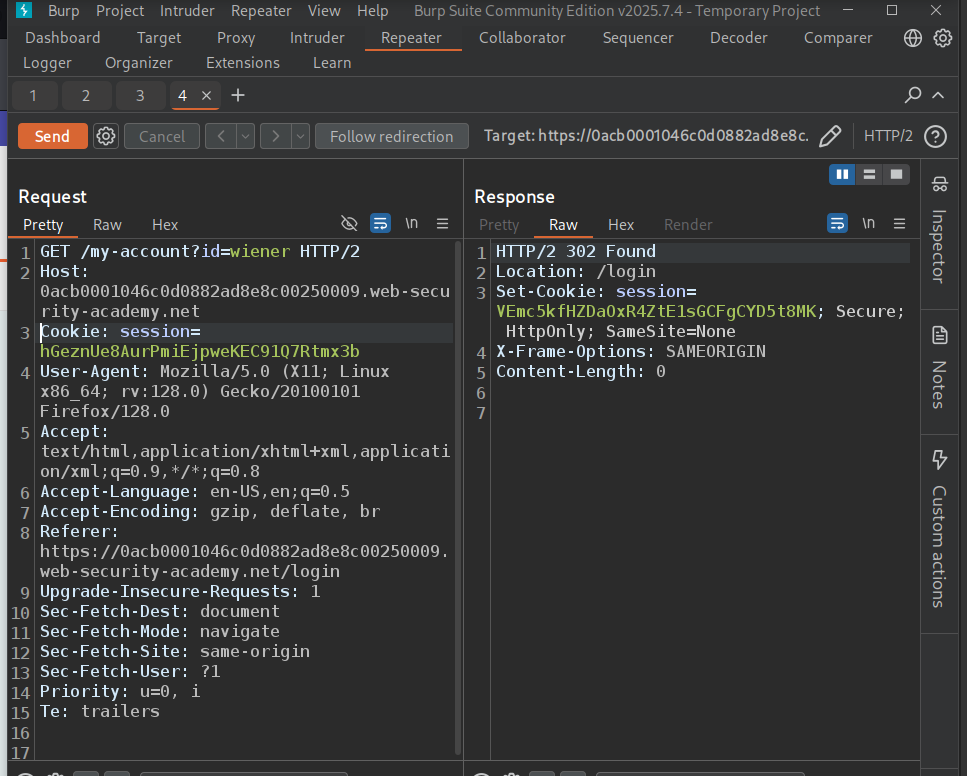 Burp Project Intruder Repeater View Help Burp Suite Community Edition v2025.7.4 - Temporary Project
Dashboard Target Proxy Intruder Repeater Collaborator Sequencer Decoder Comparer
Logger Organizer Extensions Learn
1 2 3 4 × +
Send Cancel < > Follow redirection Target: https://0acb0001046c0d0882ad8e8c. HTTP/2 ?
Request
Pretty Raw Hex \n
1 GET /my-account?id=wiener HTTP/2
2 Host:
0acb0001046c0d0882ad8e8c00250009.web-secu
rity-academy.net
3 Cookie: session=
hGeznUe8AurPmiEjpweKEC91Q7Rtmx3b
4 User-Agent: Mozilla/5.0 (X11; Linux
x86_64; rv:128.0) Gecko/20100101
Firefox/128.0
5 Accept:
text/html,application/xhtml+xml,applicati
on/xml;q=0.9,*/*;q=0.8
6 Accept-Language: en-US,en;q=0.5
7 Accept-Encoding: gzip, deflate, br
8 Referer:
https://0acb0001046c0d0882ad8e8c00250009.
web-security-academy.net/login
9 Upgrade-Insecure-Requests: 1
10 Sec-Fetch-Dest: document
11 Sec-Fetch-Mode: navigate
12 Sec-Fetch-Site: same-origin
13 Sec-Fetch-User: ?1
14 Priority: u=0, i
15 Te: trailers
16
17
Response
Pretty Raw Hex Render \n
1 HTTP/2 302 Found
2 Location: /login
3 Set-Cookie: session=
VEmc5kfHZDaOxR4ZtE1sGCFgCYD5t8MK; Secure;
HttpOnly; SameSite=None
4 X-Frame-Options: SAMEORIGIN
5 Content-Length: 0
6
7
Inspector
Notes
Custom actions